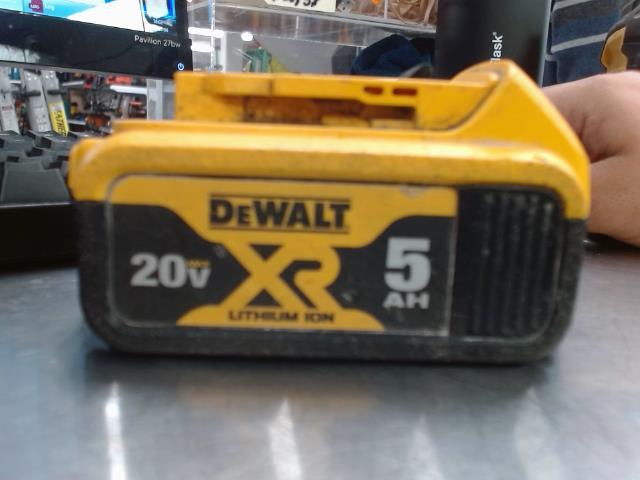 Pavilion 27bw
DeWALT
20V
XR
5
AH
LITHIUM ION